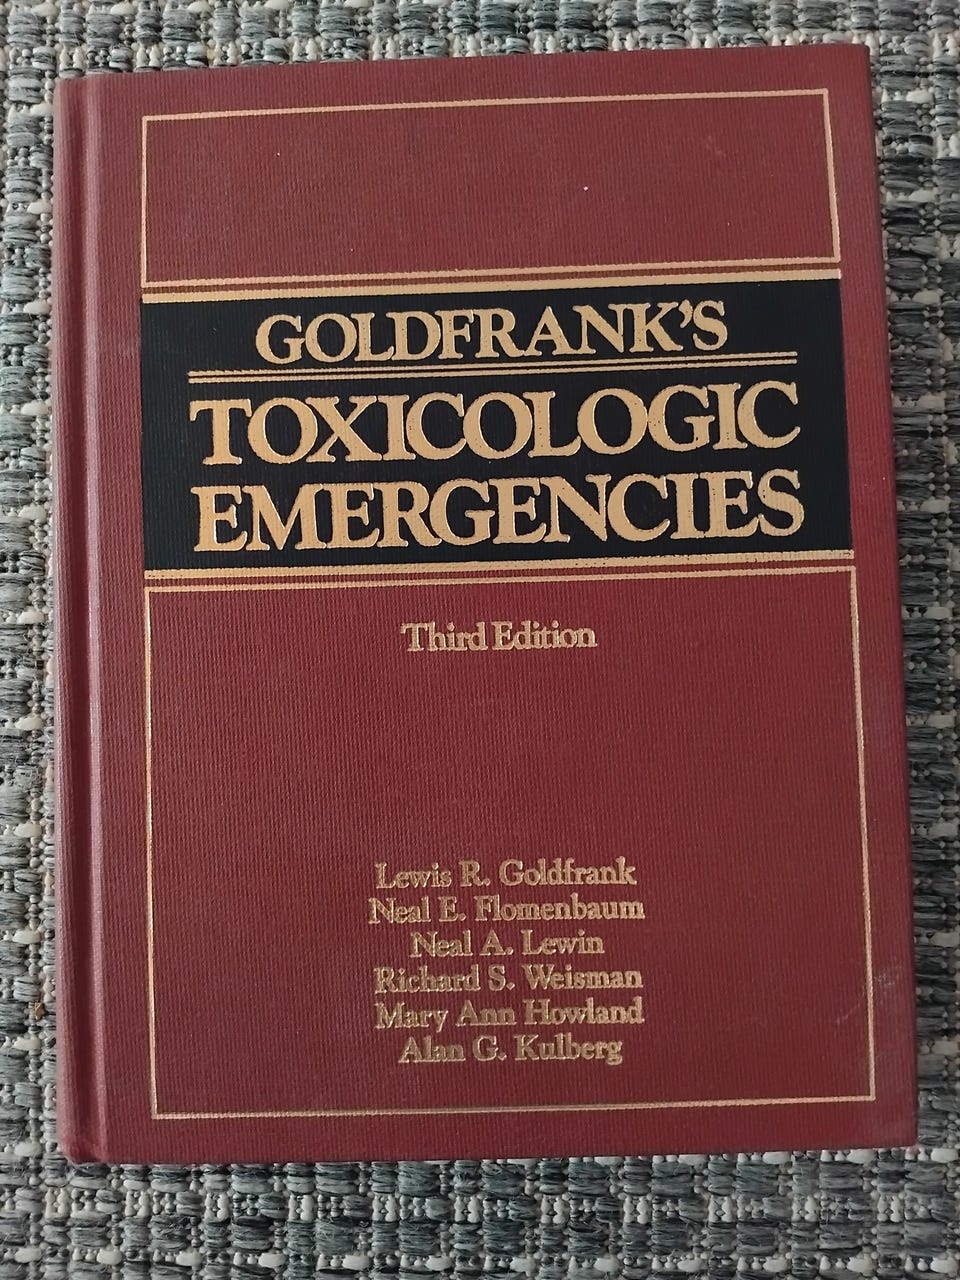 GOLDFRANK'S
TOXICOLOGIC
EMERGENCIES
Third Edition
Lewis R. Goldfrank
Neal E. Flomenbaum
Neal A. Lewin
Richard S. Weisman
Mary Ann Howland
Alan G. Kulberg